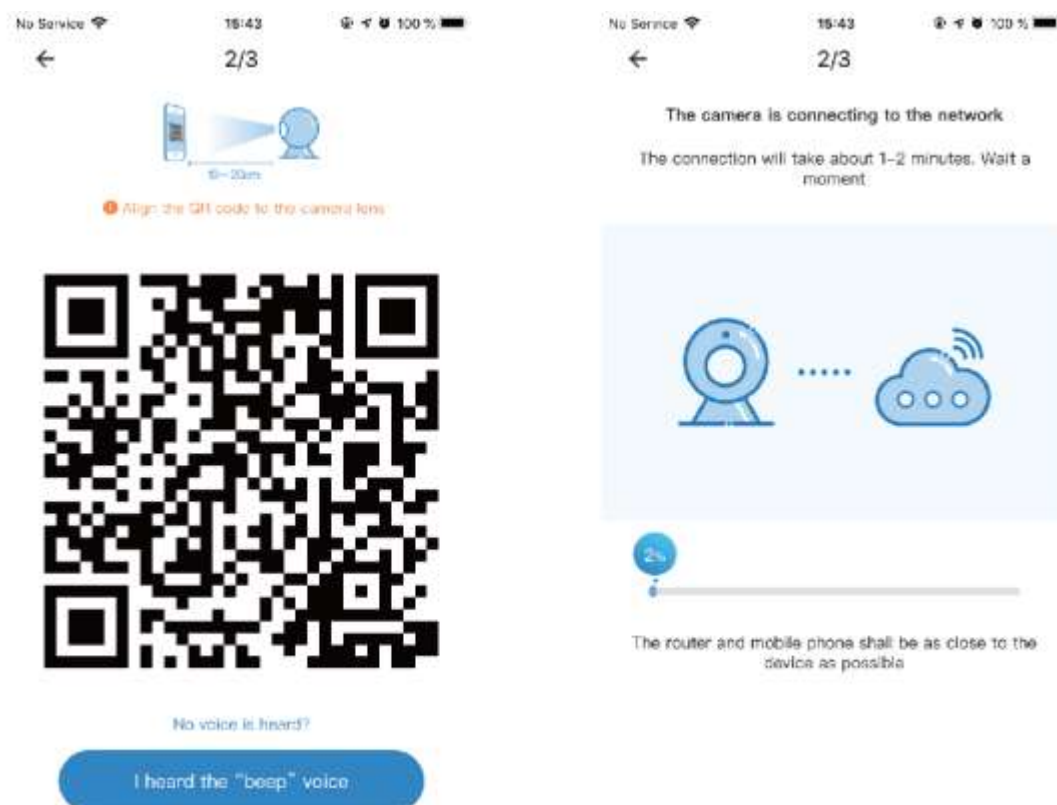 No Service
15:43
100 %
2/3
Align the QR code to the camera lens
No voice is heard?
I heard the "beep" voice
No Service
15:43
100 %
2/3
The camera is connecting to the network
The connection will take about 1-2 minutes. Wait a
moment
2%
The router and mobile phone shall be as close to the
device as possible